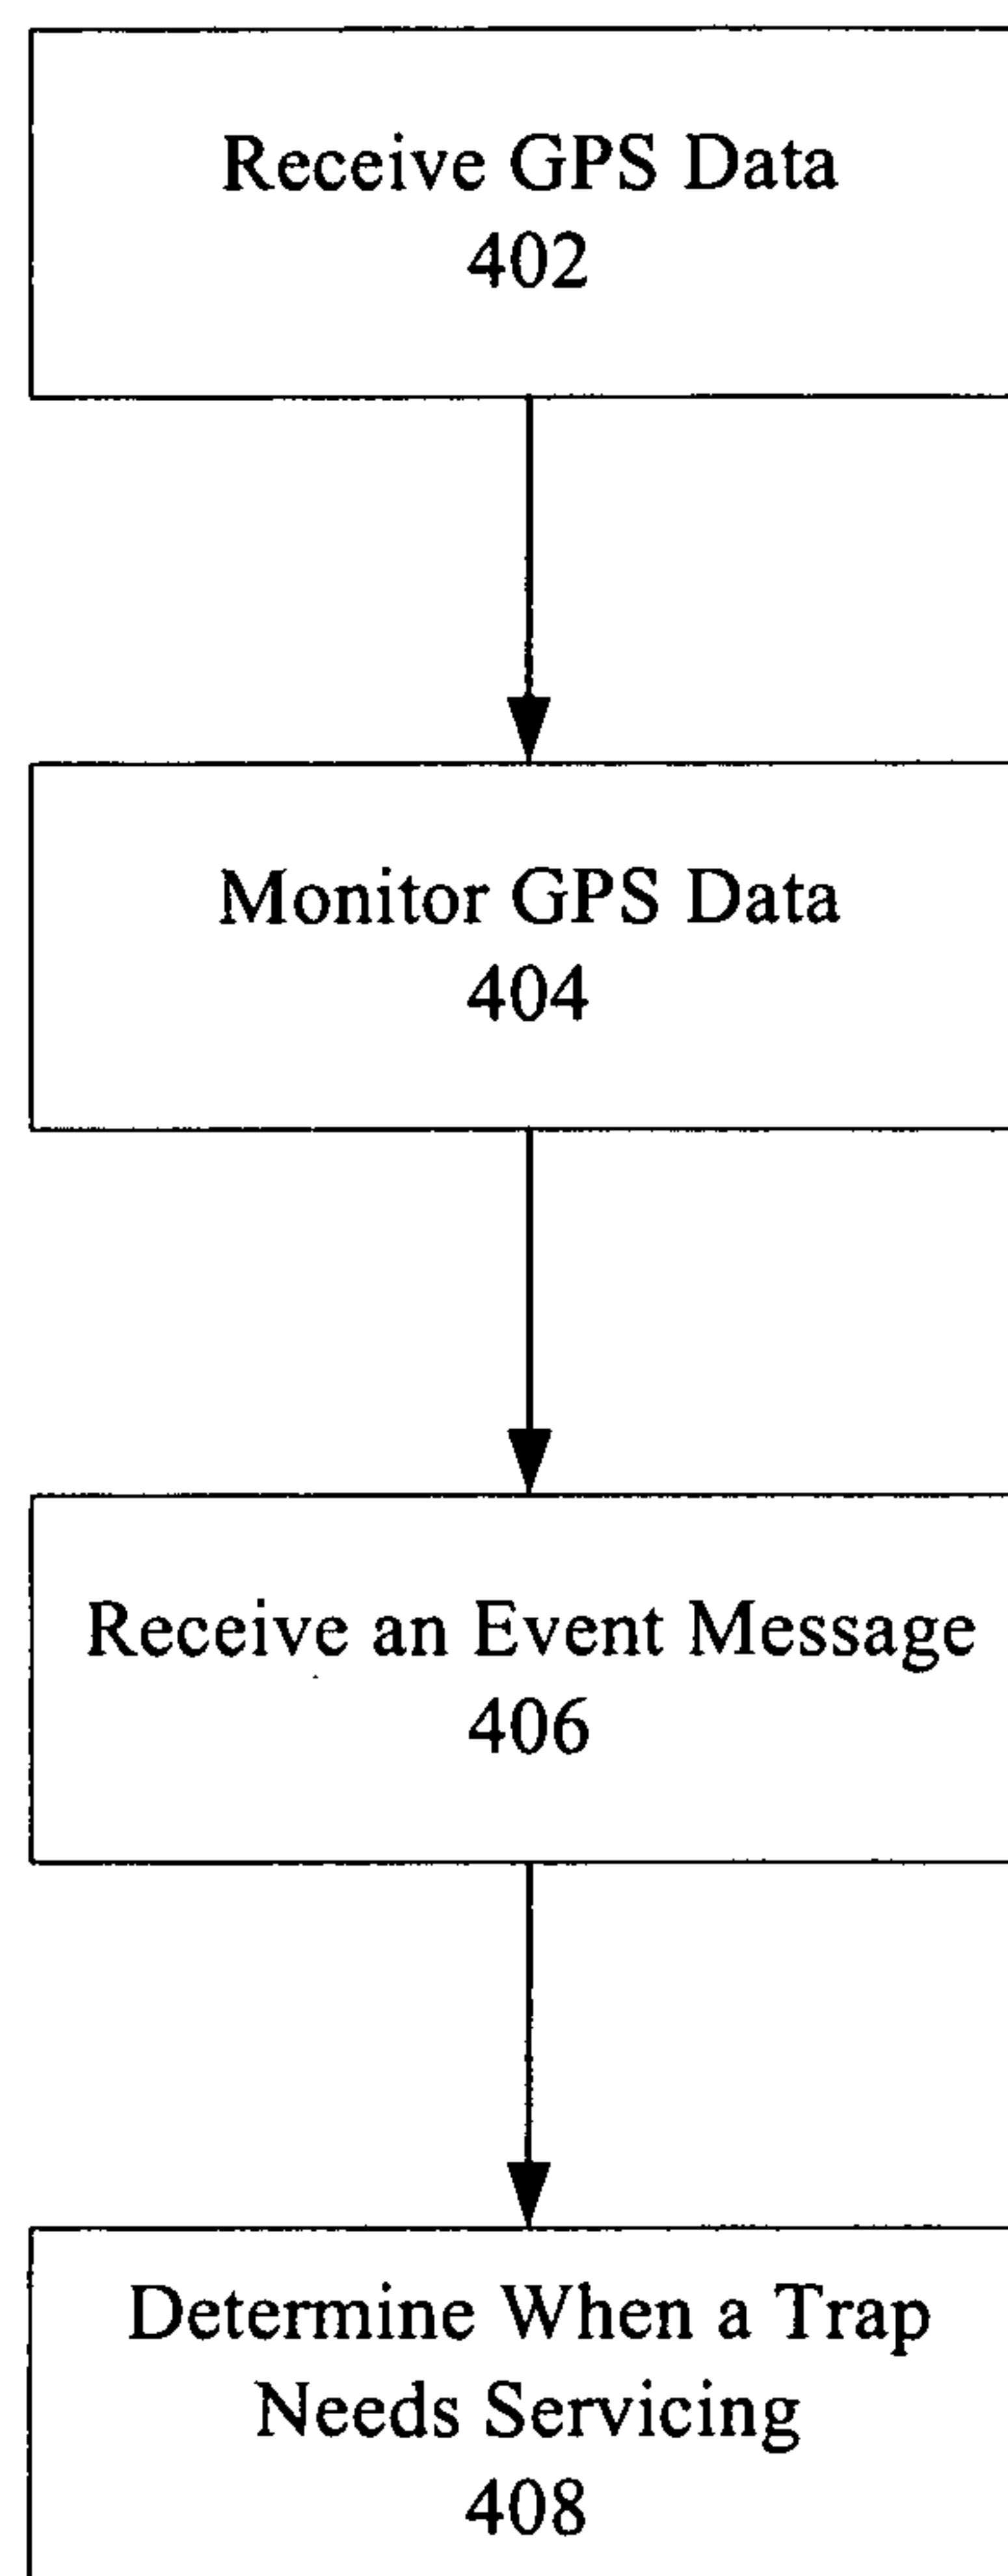 Receive GPS Data
402
Monitor GPS Data
404
Receive an Event Message
406
Determine When a Trap
Needs Servicing
408